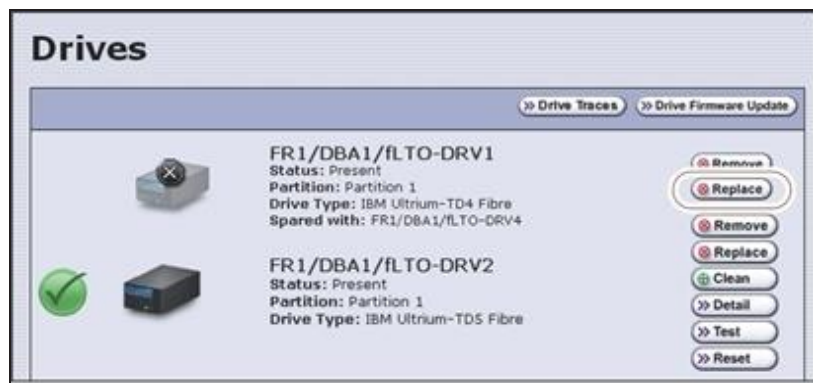 Drives
» Drive Traces » Drive Firmware Update
FR1/DBA1/fLTO-DRV1
Status: Present
Partition: Partition 1
Drive Type: IBM Ultrium-TD4 Fibre
Spared with: FR1/DBA1/fLTO-DRV4
Remove
Replace
FR1/DBA1/fLTO-DRV2
Status: Present
Partition: Partition 1
Drive Type: IBM Ultrium-TD5 Fibre
Remove
Replace
Clean
» Detail
» Test
» Reset